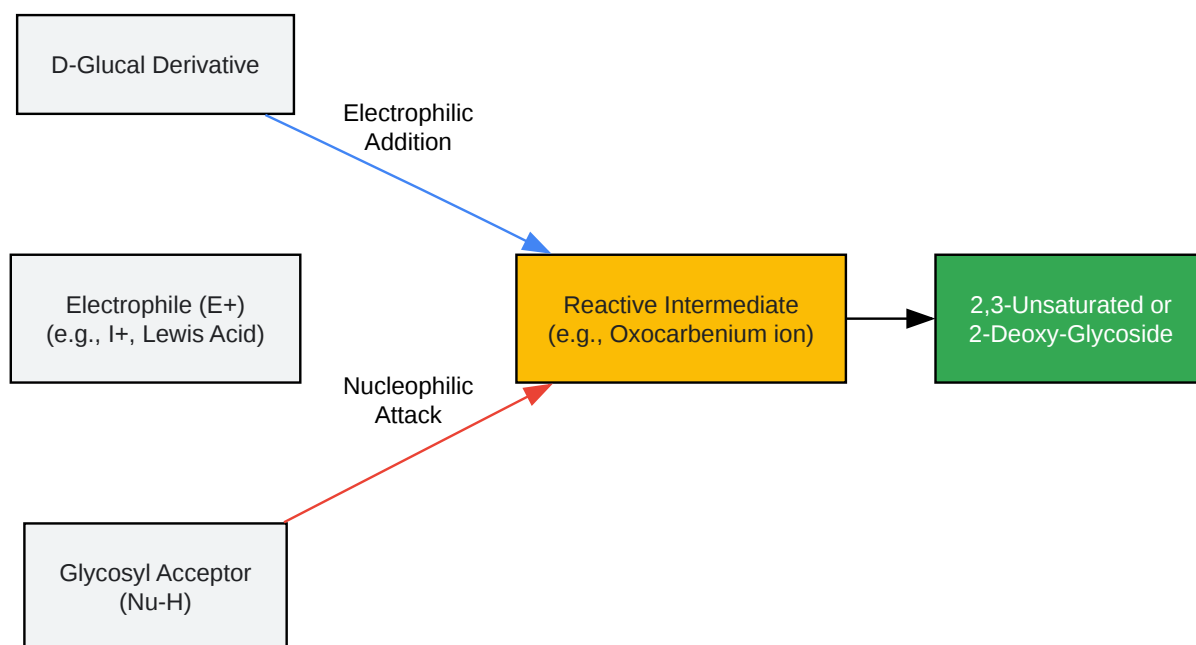 D-Glucal Derivative
Electrophilic
Addition
Electrophile (E+)
(e.g., I+, Lewis Acid)
Reactive Intermediate
(e.g., Oxocarbenium ion)
2,3-Unsaturated or
2-Deoxy-Glycoside
Nucleophilic
Attack
Glycosyl Acceptor
(Nu-H)